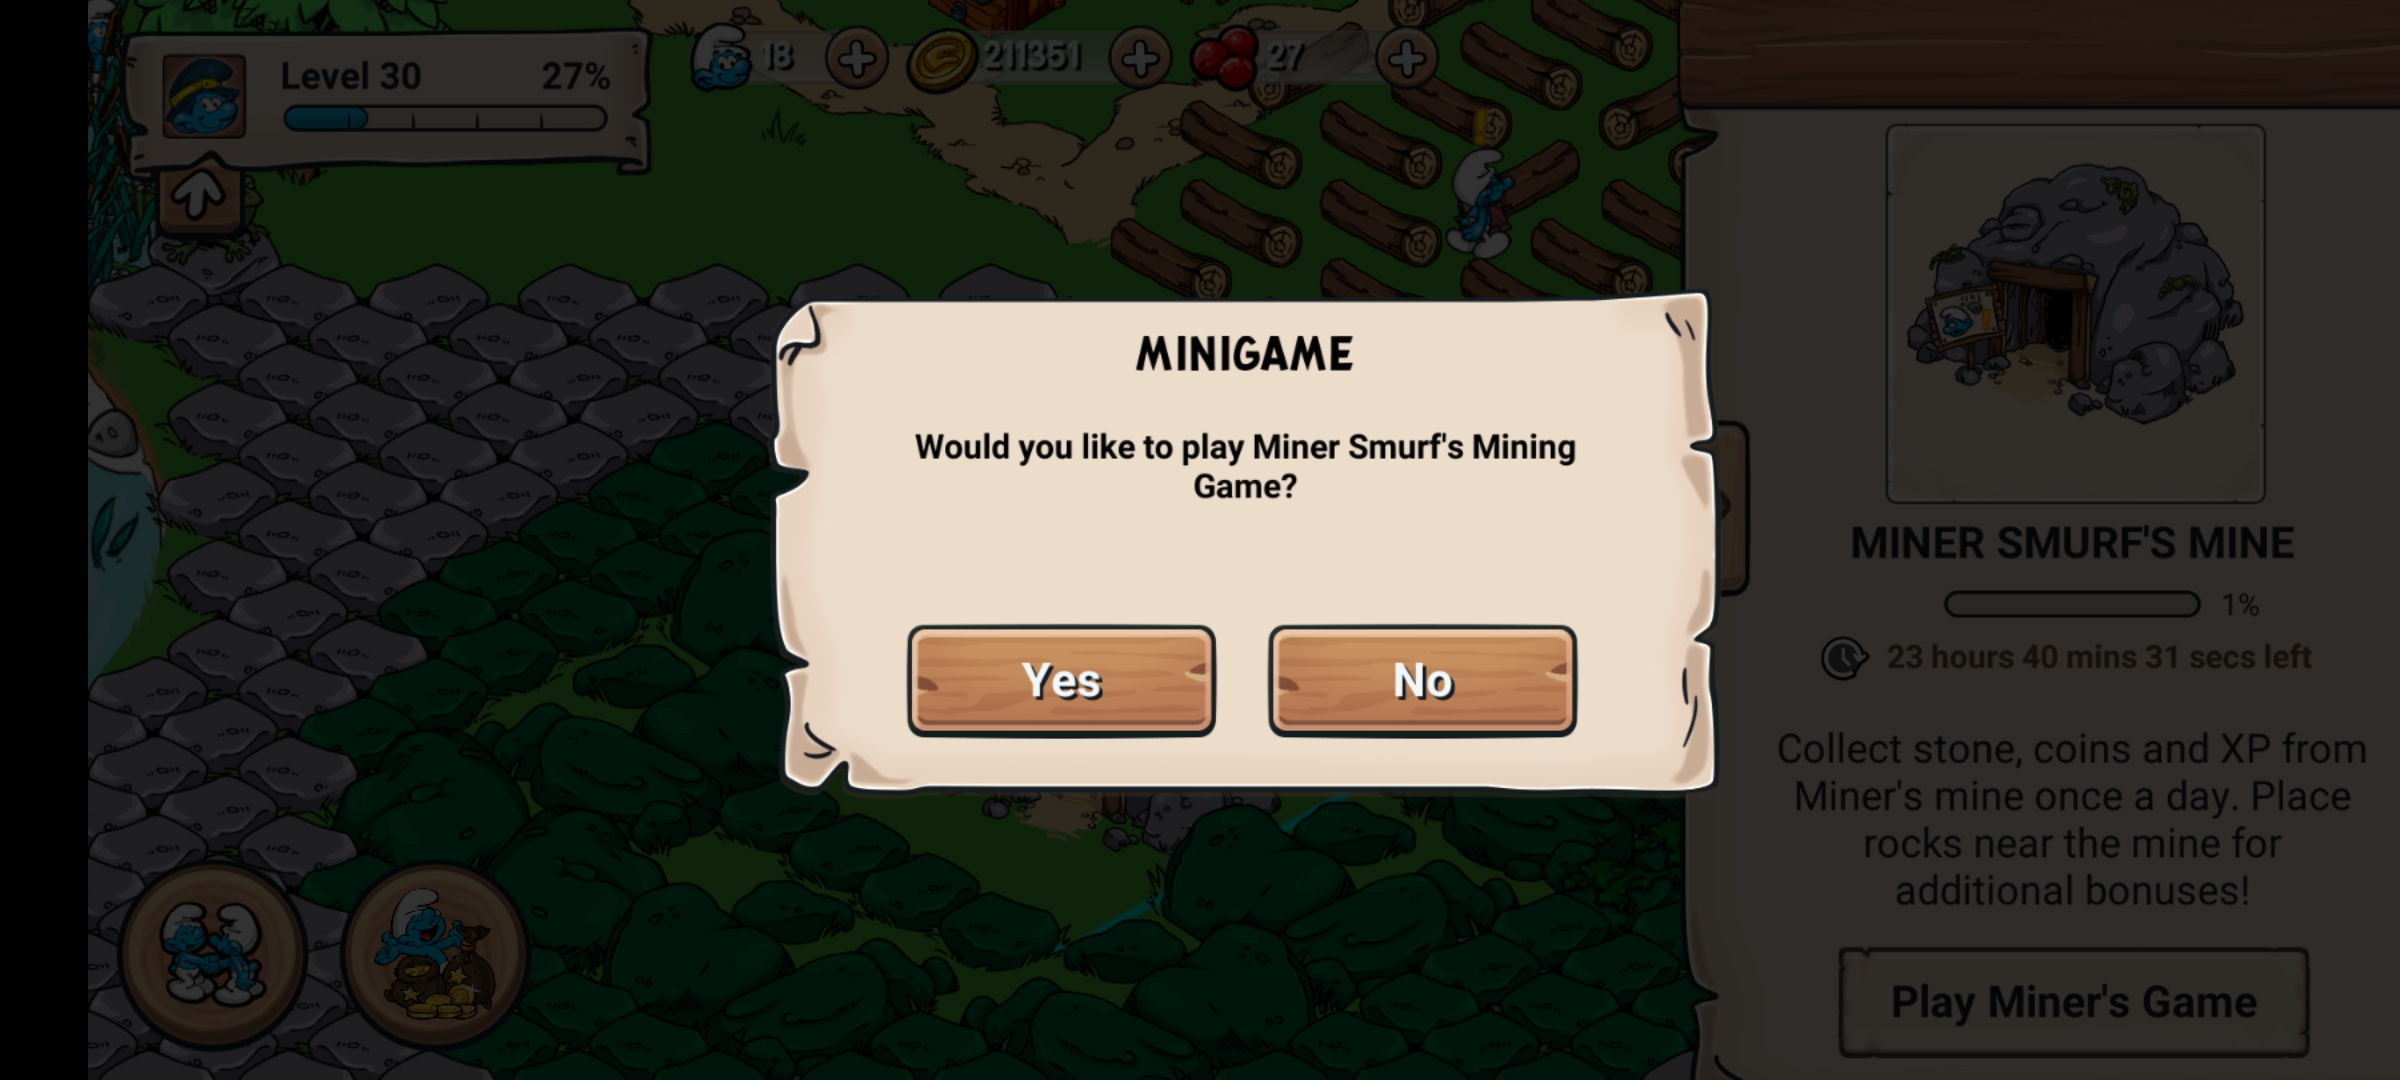 Level 30 27%
18
211351
27
MINIGAME
Would you like to play Miner Smurf's Mining
Game?
Yes
No
MINER SMURF'S MINE
1%
23 hours 40 mins 31 secs left
Collect stone, coins and XP from
Miner's mine once a day. Place
rocks near the mine for
additional bonuses!
Play Miner's Game